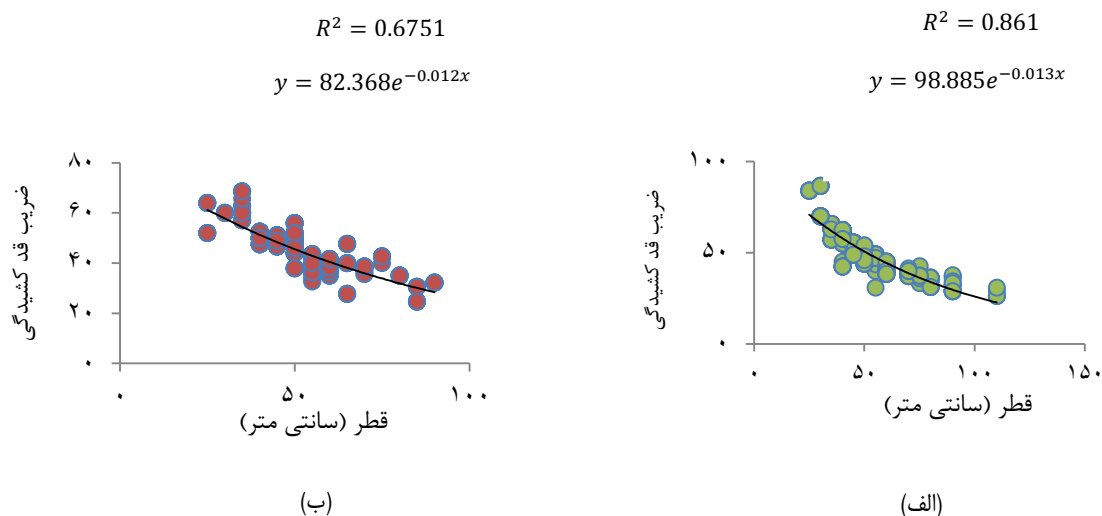 R² = 0.861
y = 98.885e^{-0.013x}
۱۰۰
۵۰
۰
۰ ۵۰ ۱۰۰ ۱۵۰
ضریب قد کشیدگی
قطر (سانتی متر)
(الف)
R² = 0.6751
y = 82.368e^{-0.012x}
۸۰
۶۰
۴۰
۲۰
۰
۰ ۵۰ ۱۰۰
ضریب قد کشیدگی
قطر (سانتی متر)
(ب)